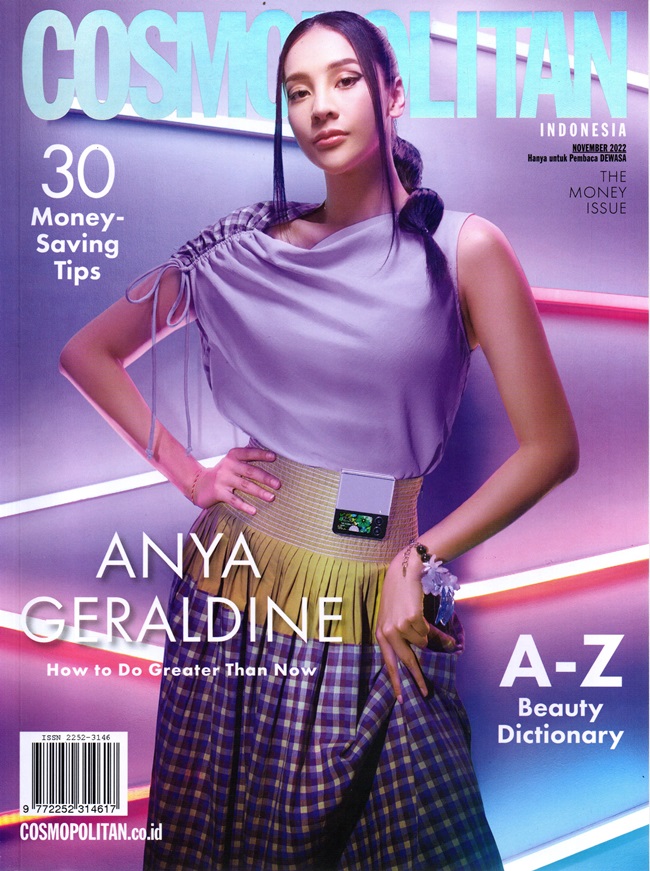 COSMOPOLITAN
INDONESIA
NOVEMBER 2022
Hanya untuk Pembaca DEWASA
THE
MONEY
ISSUE
30
Money-
Saving
Tips
ANYA
GERALDINE
How to Do Greater Than Now
A-Z
Beauty
Dictionary
ISSN 2252-3146
9 772252 314617
COSMOPOLITAN.co.id